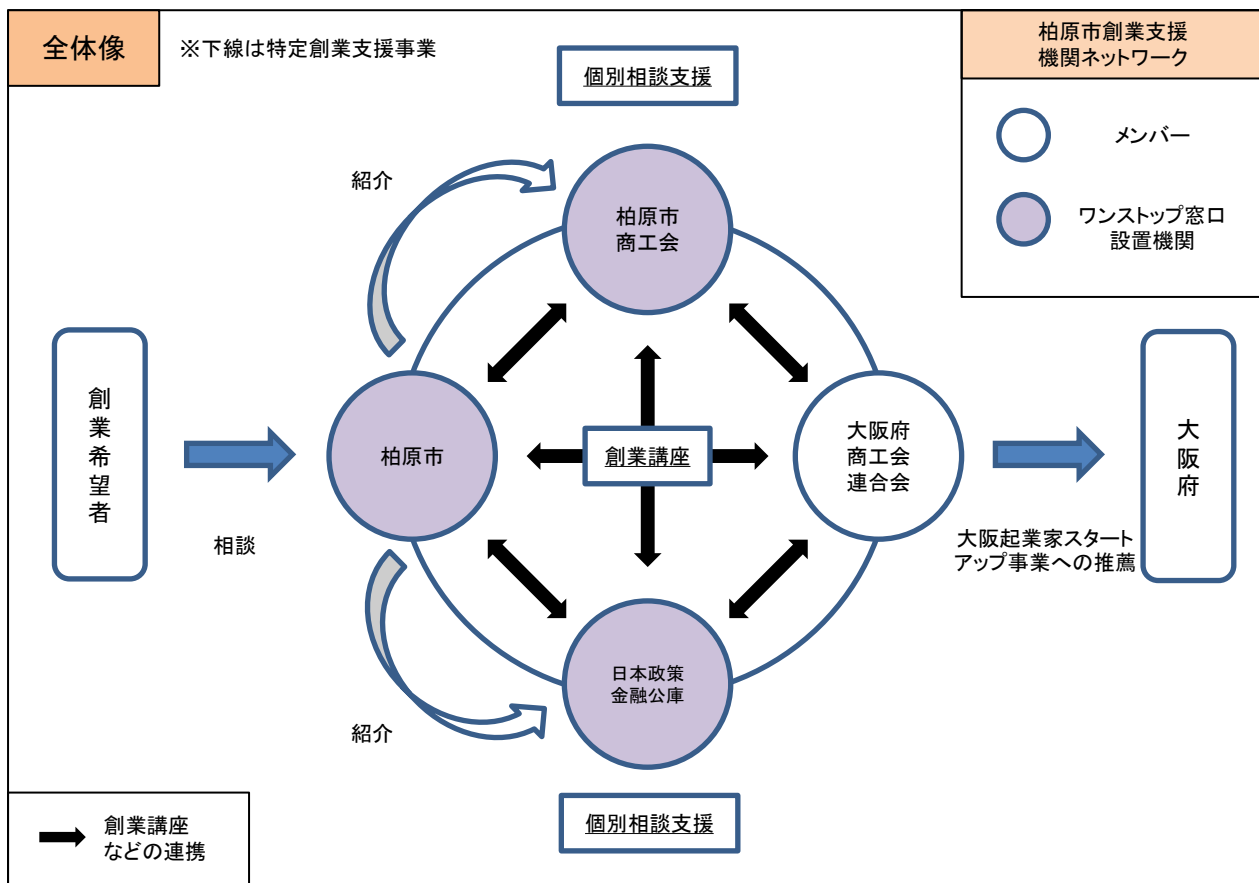 全体像
※下線は特定創業支援事業
柏原市創業支援
機関ネットワーク
メンバー
ワンストップ窓口
設置機関
個別相談支援
紹介
柏原市
商工会
創業希望者
相談
柏原市
創業講座
大阪府
商工会
連合会
大阪起業家スタート
アップ事業への推薦
大阪府
日本政策
金融公庫
紹介
個別相談支援
創業講座
などの連携